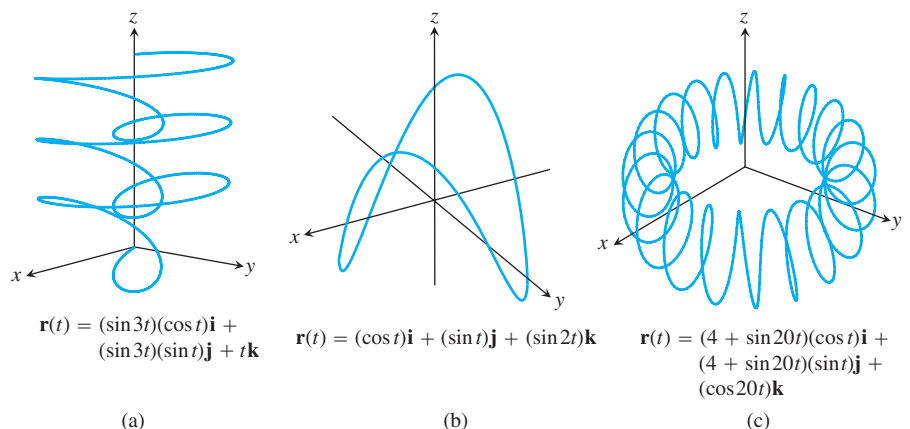 z
x
y
r(t) = (sin 3t)(cos t)i +
(sin 3t)(sin t)j + tk
(a)
z
x
y
r(t) = (cos t)i + (sin t)j + (sin 2t)k
(b)
z
x
y
r(t) = (4 + sin 20t)(cos t)i +
(4 + sin 20t)(sin t)j +
(cos 20t)k
(c)